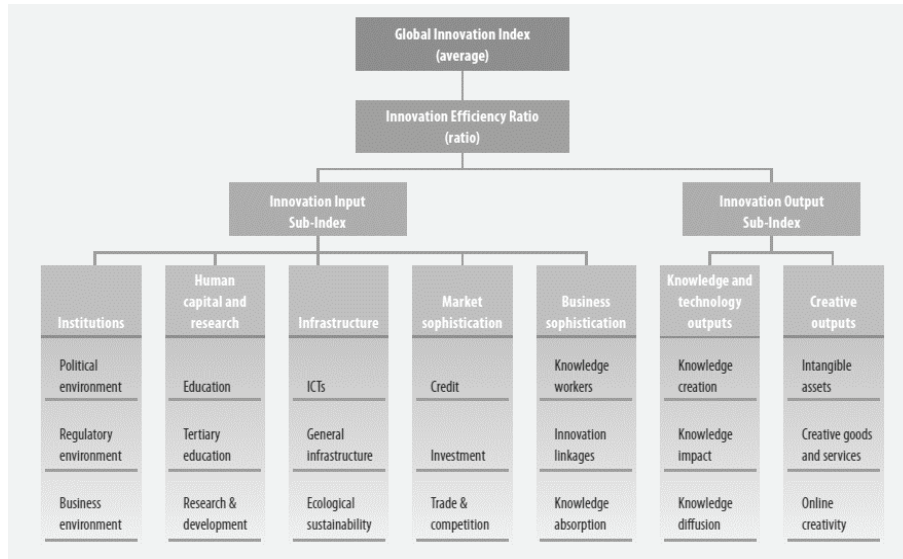 Global Innovation Index
(average)
Innovation Efficiency Ratio
(ratio)
Innovation Input
Sub-Index
Innovation Output
Sub-Index
Institutions
Human
capital and
research
Infrastructure
Market
sophistication
Business
sophistication
Knowledge and
technology
outputs
Creative
outputs
Political
environment
Education
ICTs
Credit
Knowledge
workers
Knowledge
creation
Intangible
assets
Regulatory
environment
Tertiary
education
General
infrastructure
Investment
Innovation
linkages
Knowledge
impact
Creative goods
and services
Business
environment
Research &
development
Ecological
sustainability
Trade &
competition
Knowledge
absorption
Knowledge
diffusion
Online
creativity